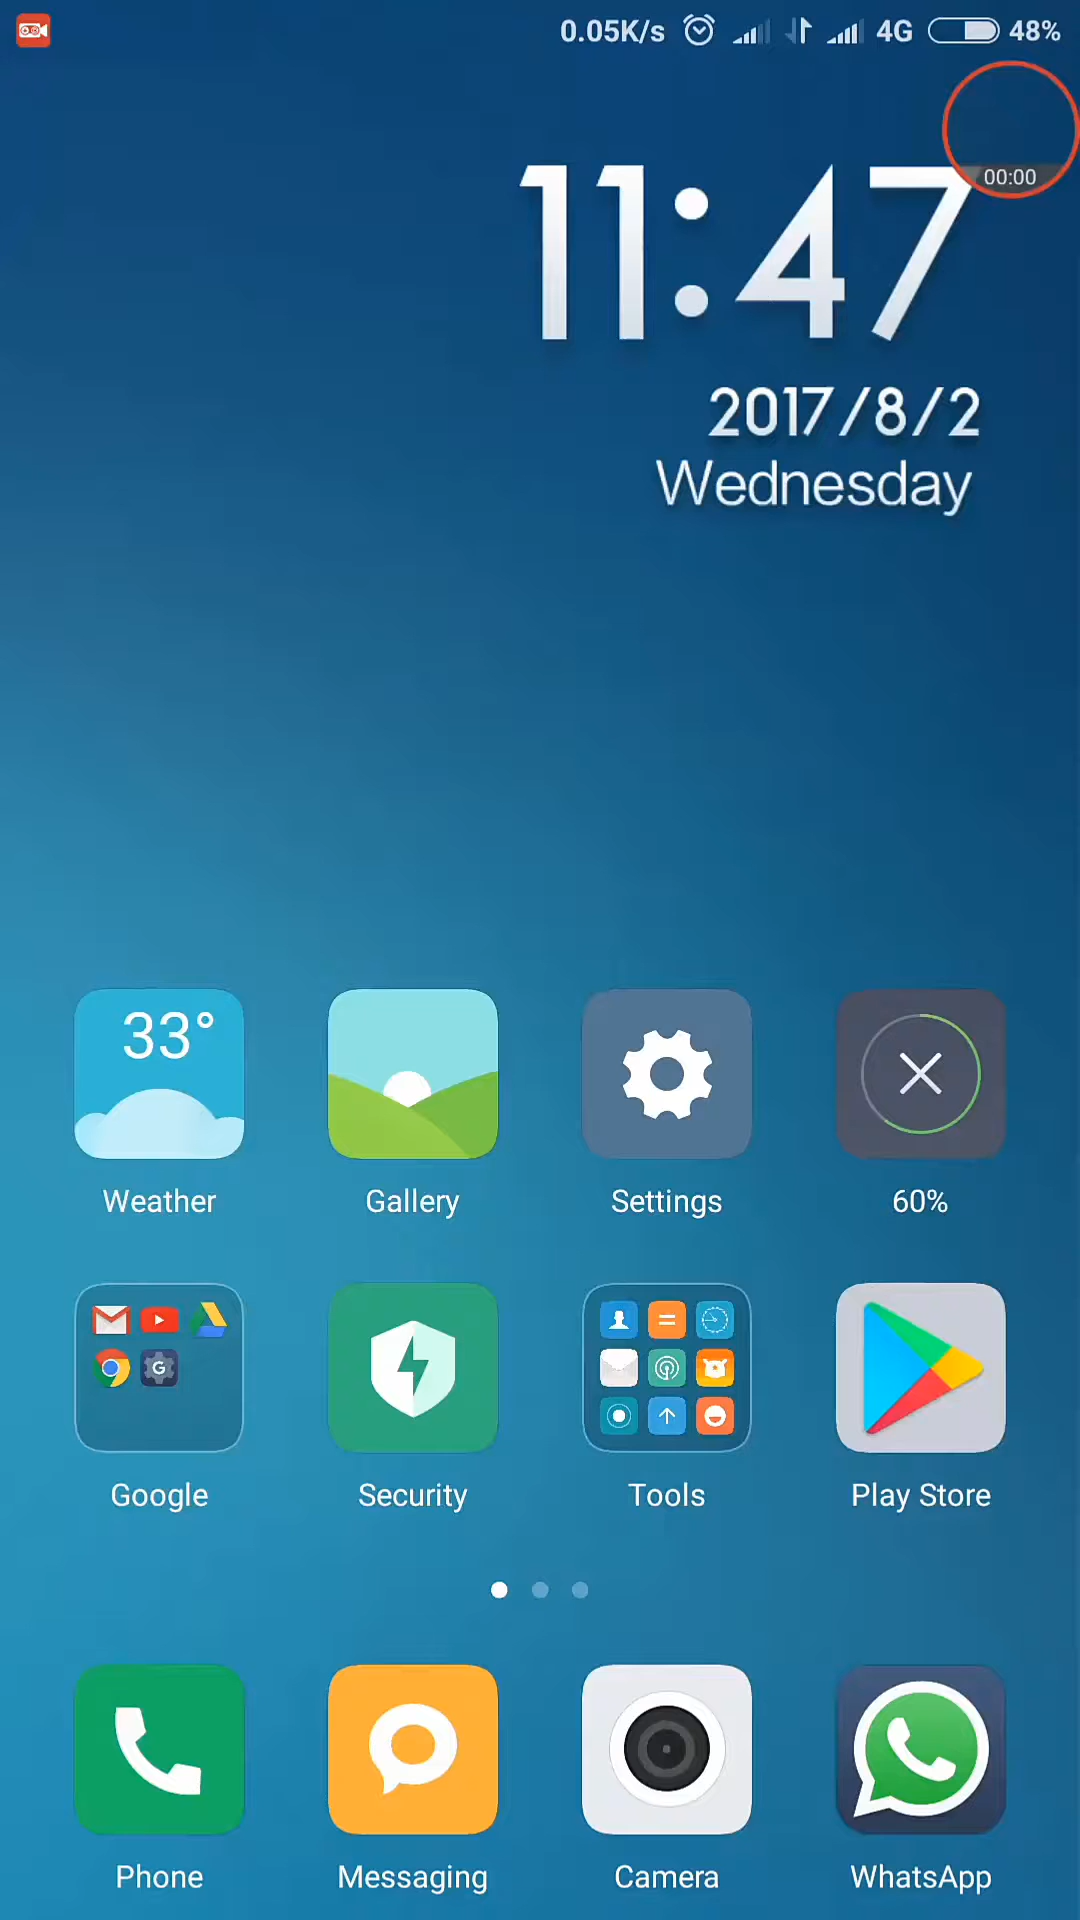 0.05K/s 4G 48%
00:00
11:47
2017/8/2
Wednesday
33°
Weather Gallery Settings 60%
G
Google Security Tools Play Store
Phone Messaging Camera WhatsApp